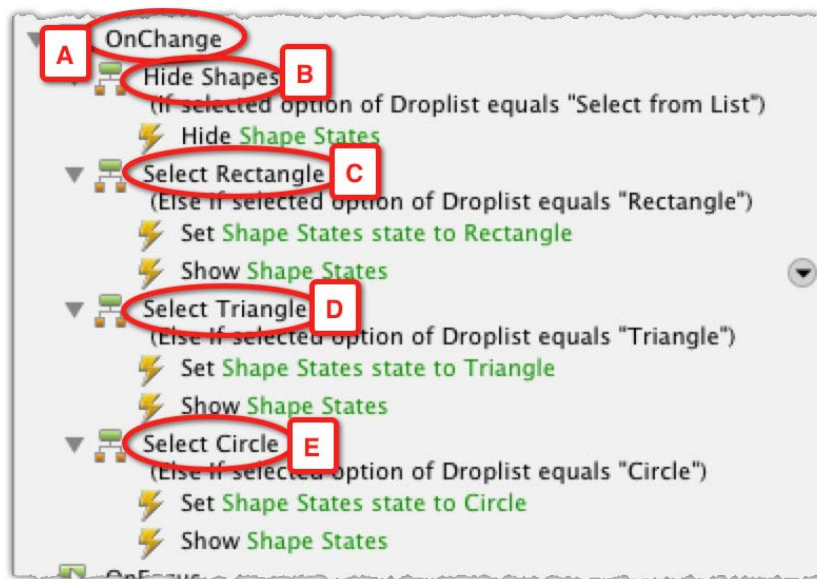 A OnChange
Hide Shapes B
(If selected option of Droplist equals "Select from List")
Hide Shape States
Select Rectangle C
(Else If selected option of Droplist equals "Rectangle")
Set Shape States state to Rectangle
Show Shape States
Select Triangle D
(Else If selected option of Droplist equals "Triangle")
Set Shape States state to Triangle
Show Shape States
Select Circle E
(Else If selected option of Droplist equals "Circle")
Set Shape States state to Circle
Show Shape States
OnFocus